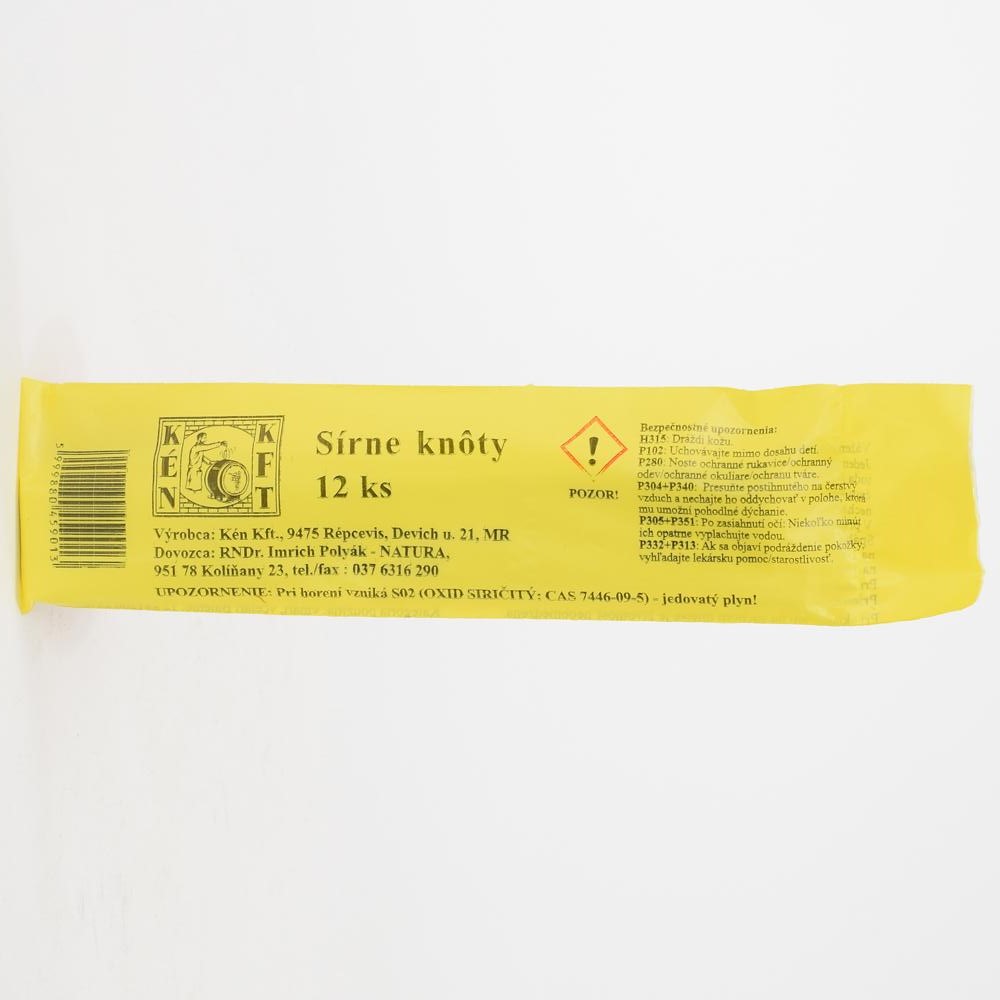 KÉN
KFT
Sírne knôty
12 ks
Výrobca: Kén Kft., 9475 Répcevis, Devich u. 21, MR
Dovozca: RNDr. Imrich Polyák - NATURA,
951 78 Kolíňany 23, tel./fax : 037 6316 290
UPOZORNENIE: Pri horení vzniká S02 (OXID SIRIČITÝ: CAS 7446-09-5) - jedovatý plyn!
POZOR!
Bezpečnostné upozornenia:
H315: Dráždi kožu.
P102: Uchovávajte mimo dosahu detí.
P280: Noste ochranné rukavice/ochranný
odev/ochranné okuliare/ochranu tváre.
P304+P340: Presuňte postihnutého na čerstvý
vzduch a nechajte ho oddychovať v polohe, ktorá
mu umožní pohodlné dýchanie.
P305+P351: Po zasiahnutí očí: Niekoľko minút
ich opatrne vyplachujte vodou.
P332+P313: Ak sa objaví podráždenie pokožky:
vyhľadajte lekársku pomoc/starostlivosť.